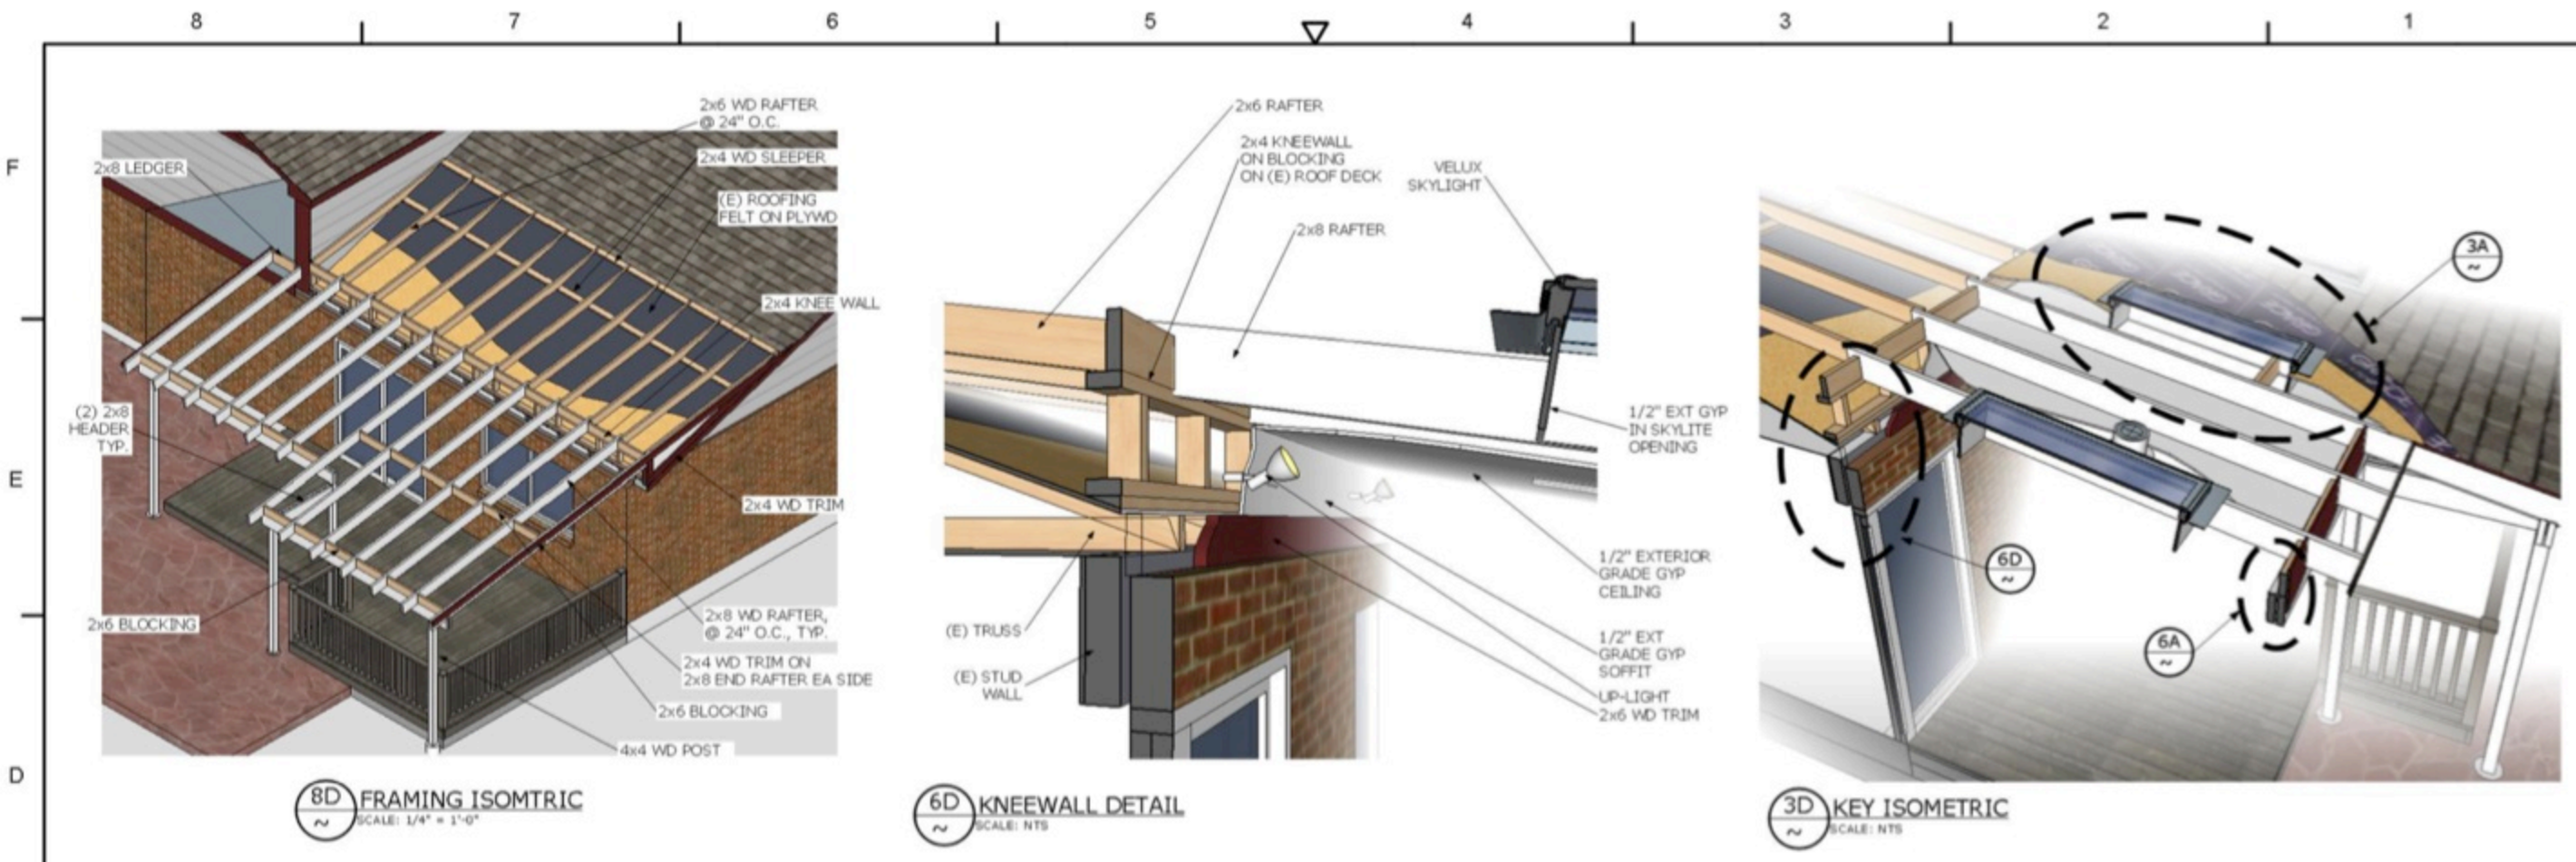 8 7 6 5 4 3 2 1
F
E
D
2x6 WD RAFTER
@ 24" O.C.
2x4 WD SLEEPER
2x8 LEDGER
(E) ROOFING
FELT ON PLYWD
2x4 KNEE WALL
(2) 2x8
HEADER
TYP.
2x4 WD TRIM
2x6 BLOCKING
2x8 WD RAFTER,
@ 24" O.C., TYP.
2x4 WD TRIM ON
2x8 END RAFTER EA SIDE
2x6 BLOCKING
4x4 WD POST
8D
~
FRAMING ISOMTRIC
SCALE: 1/4" = 1'-0"
2x6 RAFTER
2x4 KNEEWALL
ON BLOCKING
ON (E) ROOF DECK
VELUX
SKYLIGHT
2x8 RAFTER
1/2" EXT GYP
IN SKYLITE
OPENING
1/2" EXTERIOR
GRADE GYP
CEILING
(E) TRUSS
1/2" EXT
GRADE GYP
SOFFIT
(E) STUD
WALL
UP-LIGHT
2x6 WD TRIM
6D
~
KNEEWALL DETAIL
SCALE: NTS
3A
~
6D
~
6A
~
3D
~
KEY ISOMETRIC
SCALE: NTS